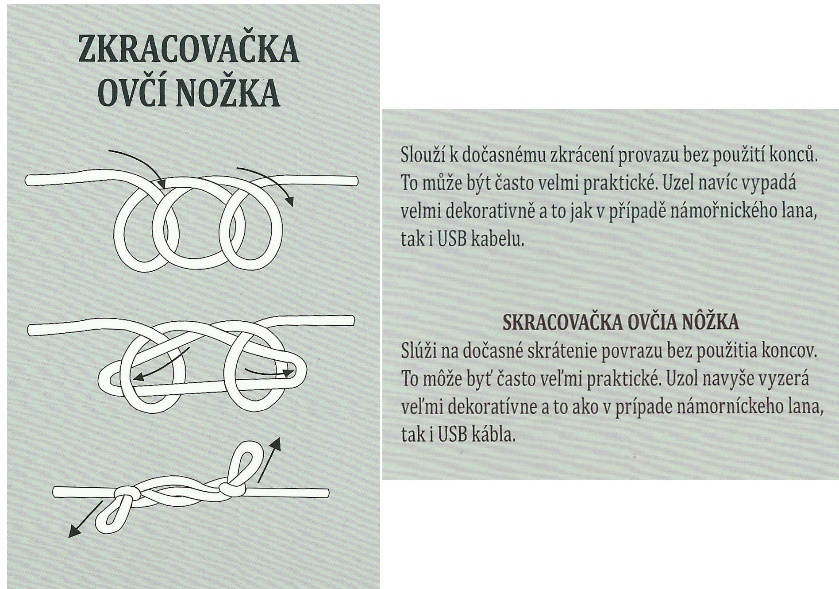 ZKRACOVAČKA
OVČÍ NOŽKA
Slouží k dočasnému zkrácení provazu bez použití konců.
To může být často velmi praktické. Uzel navíc vypadá
velmi dekorativně a to jak v případě námořnického lana,
tak i USB kabelu.
SKRACOVAČKA OVČIA NÔŽKA
Slúži na dočasné skrátenie povrazu bez použitia koncov.
To môže byť často veľmi praktické. Uzol navyše vyzerá
veľmi dekoratívne a to ako v prípade námorníckeho lana,
tak i USB kábla.